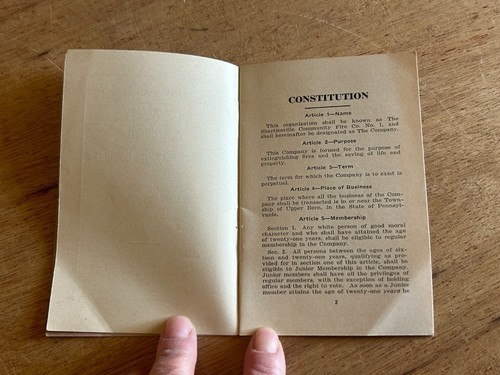 CONSTITUTION
Article 1—Name
This organization shall be known as The
Shartlesville Community Fire Co. No. 1, and
shall hereinafter be designated as The Company.
Article 2—Purpose
This Company is formed for the purpose of
extinguishing fires and the saving of life and
property.
Article 3—Term
The term for which the Company is to exist is
perpetual.
Article 4—Place of Business
The place where all the business of the Com-
pany shall be transacted is in or near the Town-
ship of Upper Bern, in the State of Pennsyl-
vania.
Article 5—Membership
Section 1. Any white person of good moral
character and who shall have attained the age
of twenty-one years, shall be eligible to regular
membership in the Company.
Sec. 2. All persons between the ages of six-
teen and twenty-one years, qualifying as pro-
vided for in section one of this article, shall be
eligible to Junior Membership in the Company.
Junior members shall have all the privileges of
regular members, with the exception of holding
office and the right to vote. As soon as a Junior
member attains the age of twenty-one years he
2